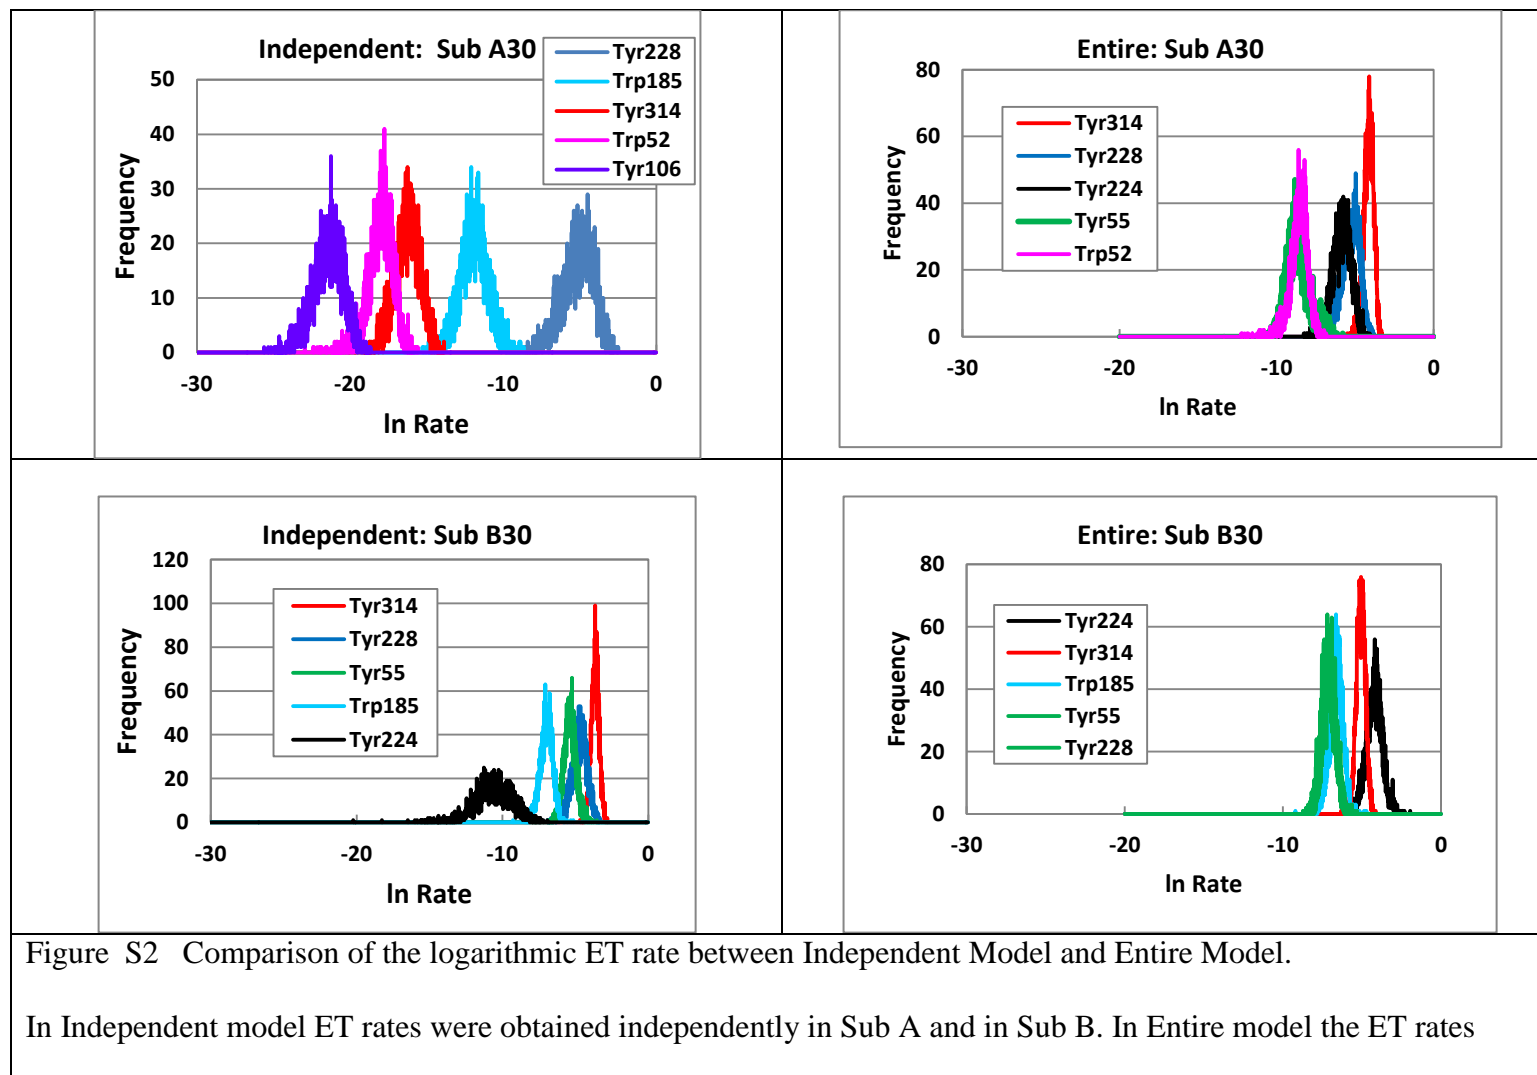 Independent: Sub A30
Tyr228
Trp185
Tyr314
Trp52
Tyr106
50
40
30
20
10
0
Frequency
-30 -20 -10 0
ln Rate
Entire: Sub A30
80
60
40
20
0
Frequency
Tyr314
Tyr228
Tyr224
Tyr55
Trp52
-30 -20 -10 0
ln Rate
Independent: Sub B30
120
100
80
60
40
20
0
Frequency
Tyr314
Tyr228
Tyr55
Trp185
Tyr224
-30 -20 -10 0
ln Rate
Entire: Sub B30
80
60
40
20
0
Frequency
Tyr224
Tyr314
Trp185
Tyr55
Tyr228
-30 -20 -10 0
ln Rate
Figure S2 Comparison of the logarithmic ET rate between Independent Model and Entire Model.
In Independent model ET rates were obtained independently in Sub A and in Sub B. In Entire model the ET rates